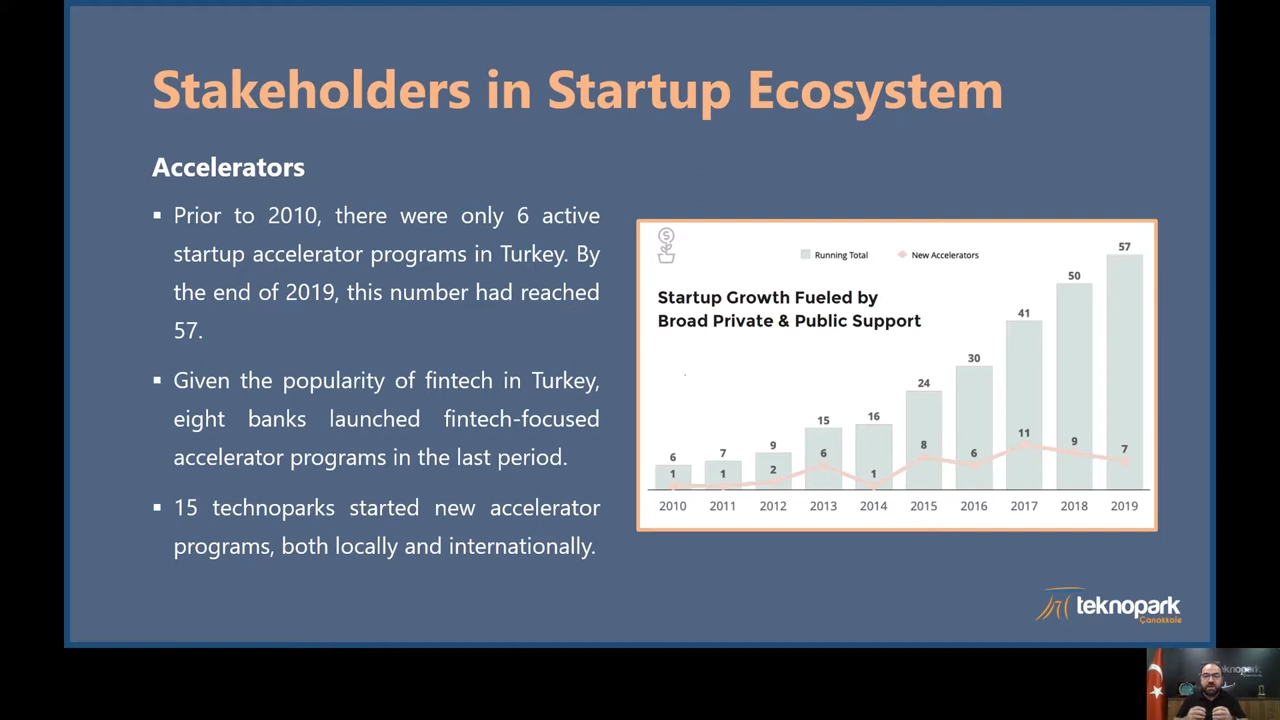 Stakeholders in Startup Ecosystem
Accelerators
▪ Prior to 2010, there were only 6 active
startup accelerator programs in Turkey. By
the end of 2019, this number had reached
57.
▪ Given the popularity of fintech in Turkey,
eight banks launched fintech-focused
accelerator programs in the last period.
▪ 15 technoparks started new accelerator
programs, both locally and internationally.
$
Running Total New Accelerators
Startup Growth Fueled by
Broad Private & Public Support
6 7 9 15 16 24 30 41 50 57
1 1 2 6 1 8 6 11 9 7
2010 2011 2012 2013 2014 2015 2016 2017 2018 2019
teknopark
Çanakkale
teknopark